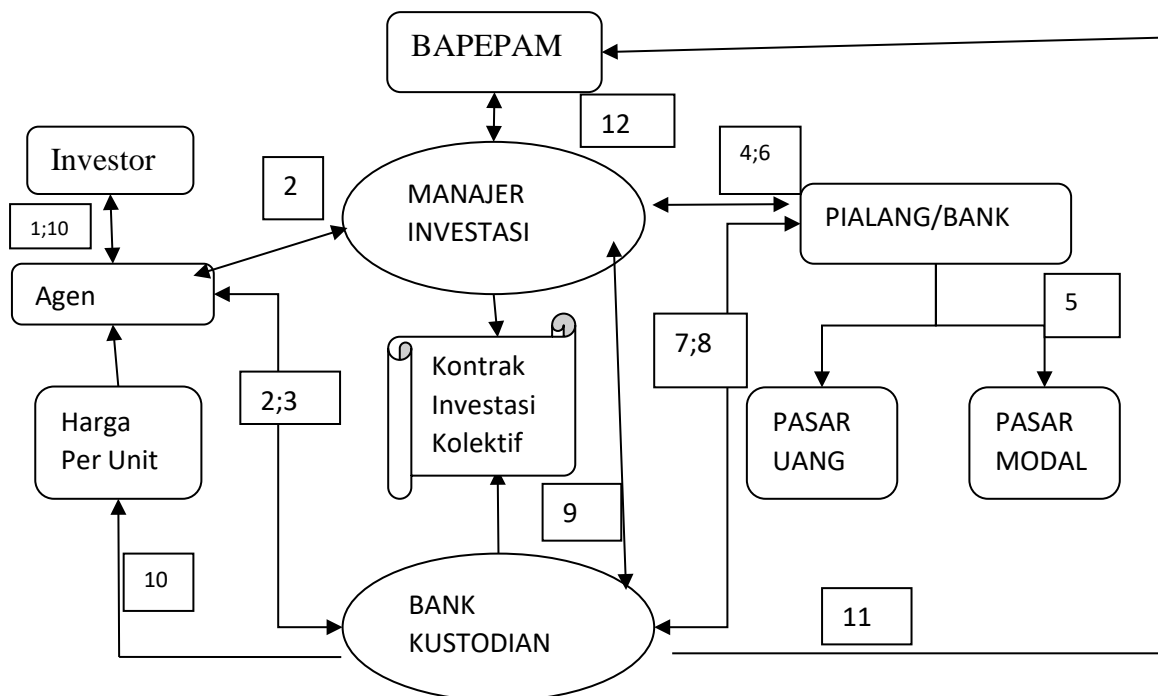 BAPEPAM
12
Investor
2
4;6
MANAJER
INVESTASI
PIALANG/BANK
1;10
Agen
5
7;8
Kontrak
Investasi
Kolektif
2;3
Harga
Per Unit
PASAR
UANG
PASAR
MODAL
9
10
BANK
KUSTODIAN
11